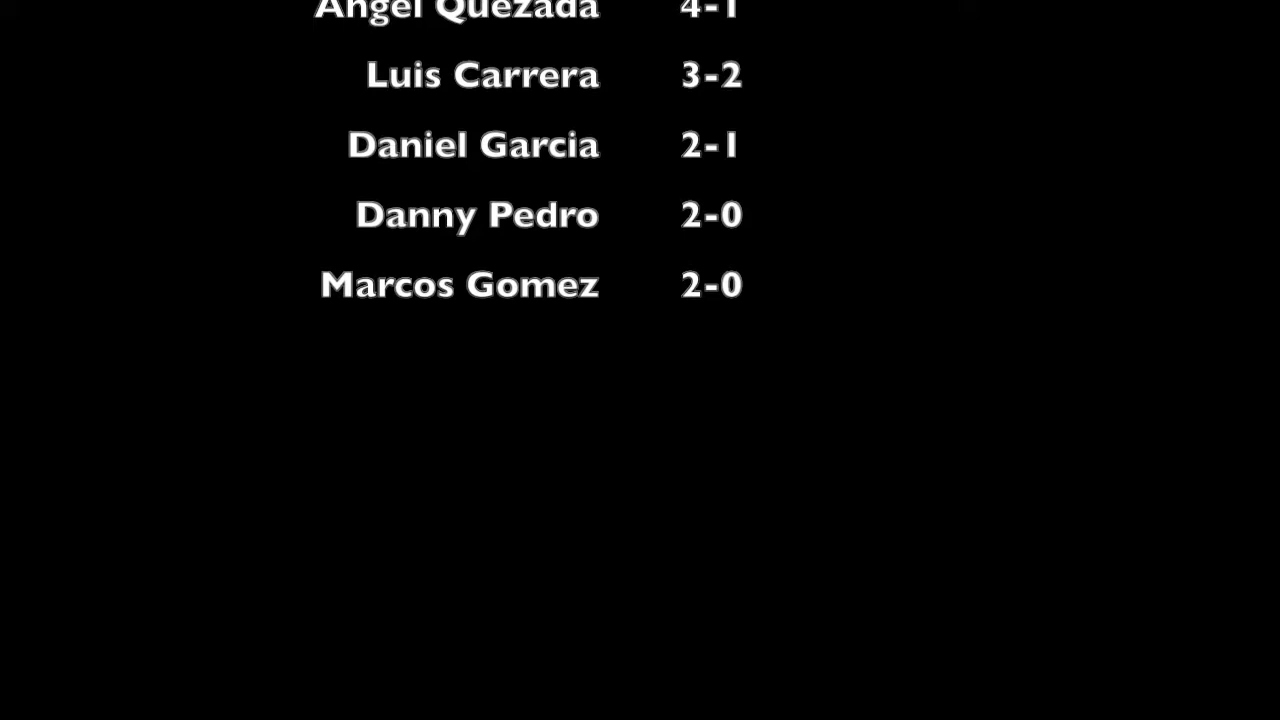 Angel Quezada 4-1
Luis Carrera 3-2
Daniel Garcia 2-1
Danny Pedro 2-0
Marcos Gomez 2-0